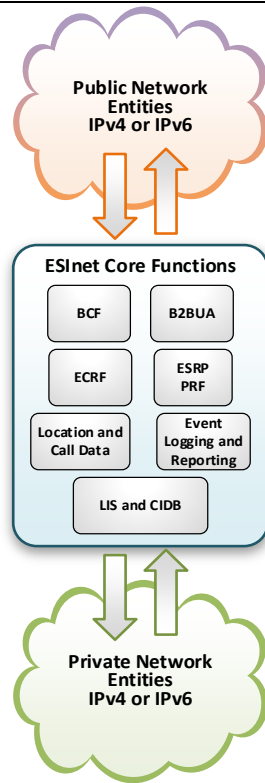 Public Network
Entities
IPv4 or IPv6
ESInet Core Functions
BCF
B2BUA
ECRF
ESRP
PRF
Location and
Call Data
Event
Logging and
Reporting
LIS and CIDB
Private Network
Entities
IPv4 or IPv6